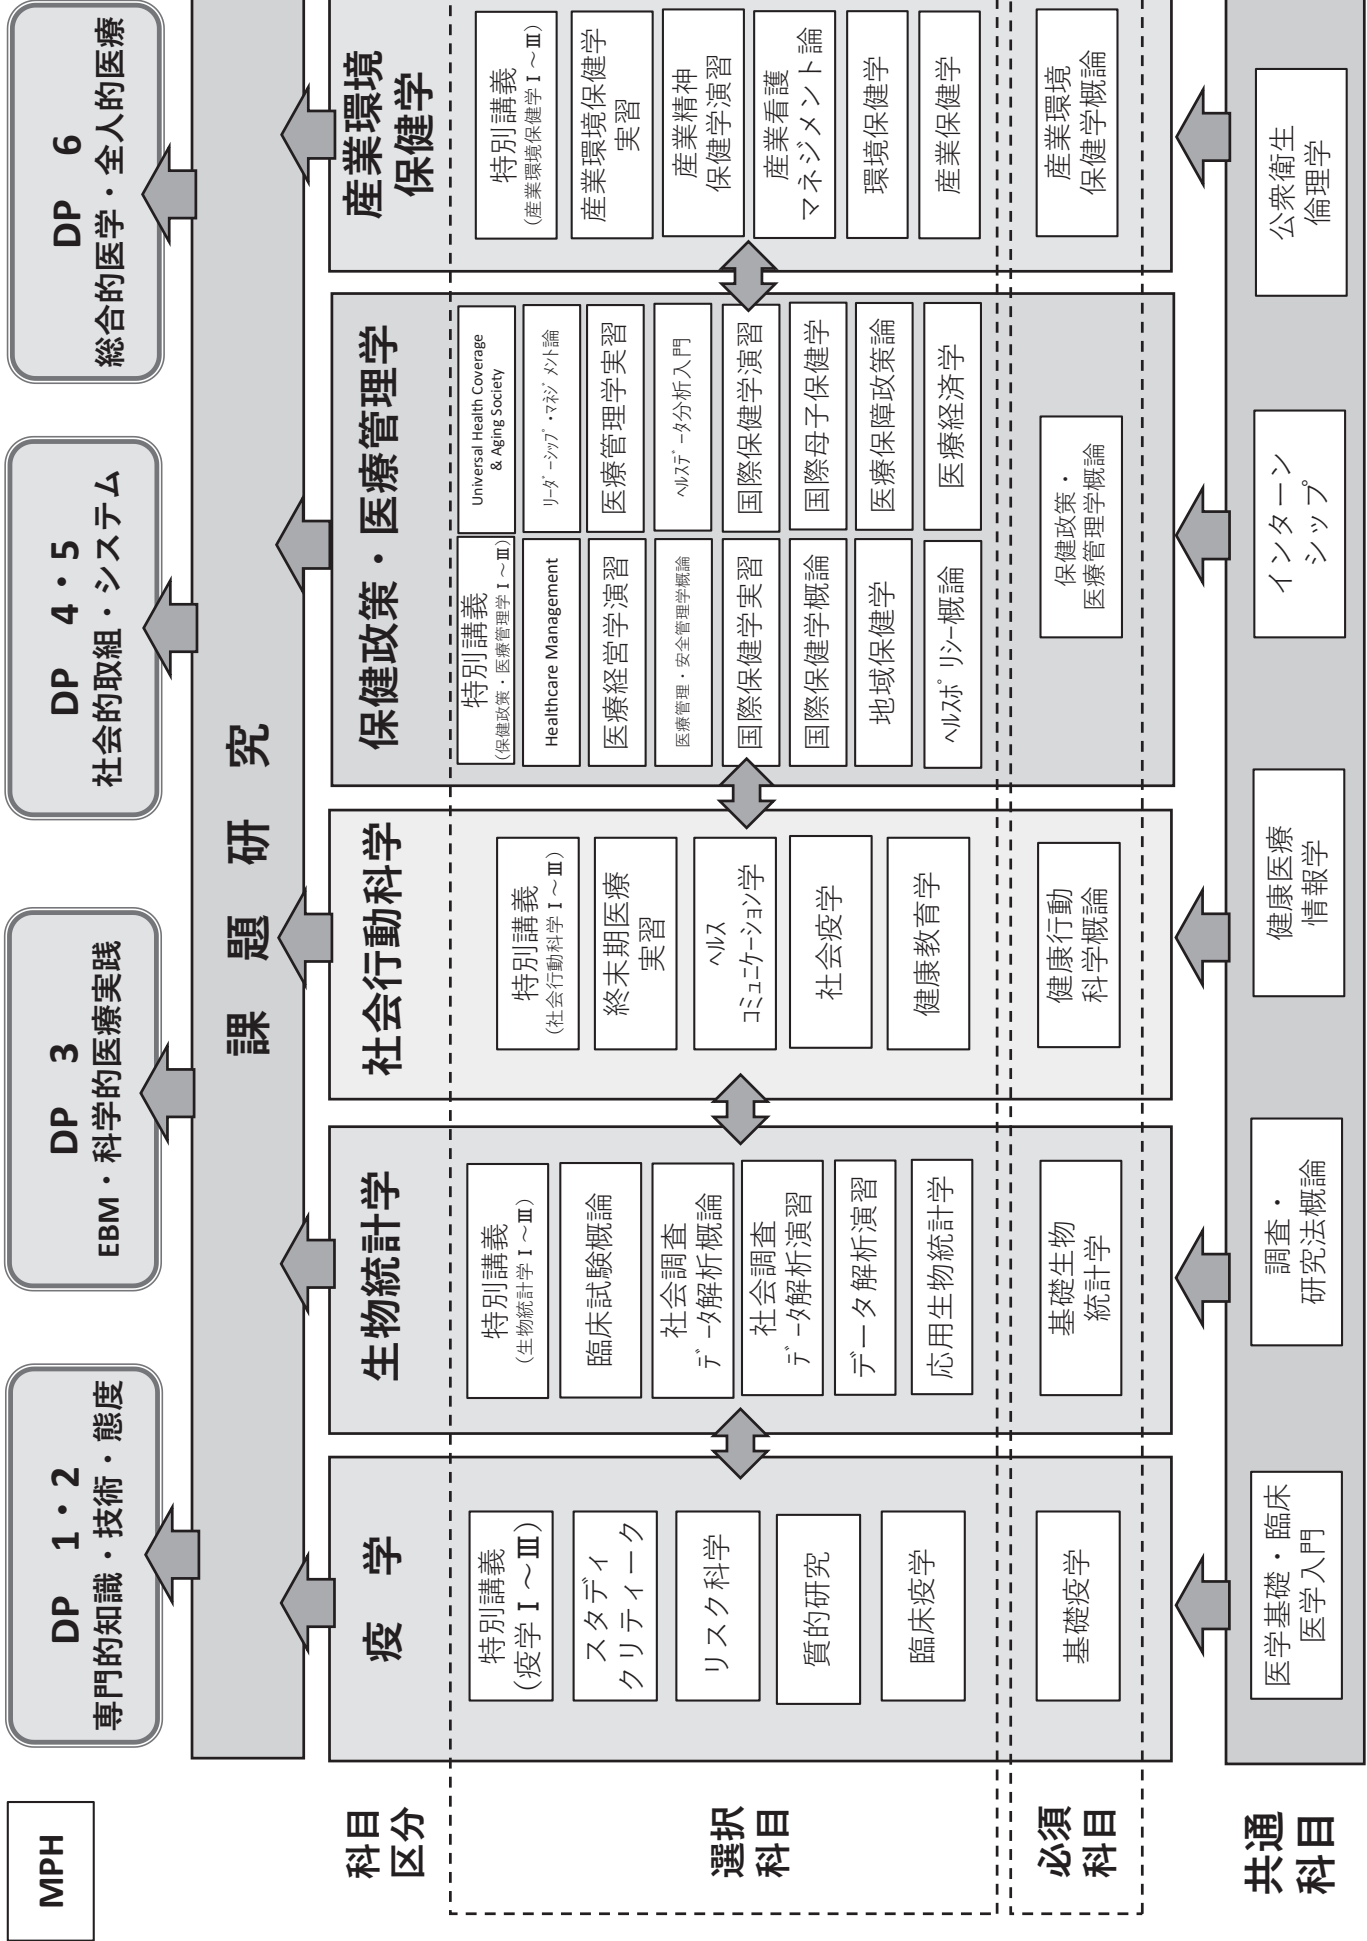 MPH
DP 1・2
専門的知識・技術・態度
DP 3
EBM・科学的医療実践
DP 4・5
社会的取組・システム
DP 6
総合的医学・全人的医療
課 題 研 究
科目
区分
疫 学
生物統計学
社会行動科学
保健政策・医療管理学
産業環境
保健学
選択
科目
特別講義
(疫学Ⅰ～Ⅲ)
スタディ
クリティーク
リスク科学
質的研究
臨床疫学
特別講義
(生物統計学Ⅰ～Ⅲ)
臨床試験概論
社会調査
データ解析概論
社会調査
データ解析演習
データ解析演習
応用生物統計学
特別講義
(社会行動科学Ⅰ～Ⅲ)
終末期医療
実習
ヘルス
コミュニケーション学
社会疫学
健康教育学
特別講義
(保健政策・医療管理学Ⅰ～Ⅲ)
Universal Health Coverage
& Aging Society
Healthcare Management
リーダーシップ・マネジメント論
医療経営学演習
医療管理学実習
医療管理・安全管理学概論
ヘルスデータ分析入門
国際保健学実習
国際保健学演習
国際保健学概論
国際母子保健学
地域保健学
医療保障政策論
ヘルスポリシー概論
医療経済学
特別講義
(産業環境保健学Ⅰ～Ⅲ)
産業環境保健学
実習
産業精神
保健学演習
産業看護
マネジメント論
環境保健学
産業保健学
必須
科目
基礎疫学
基礎生物
統計学
健康行動
科学概論
保健政策・
医療管理学概論
産業環境
保健学概論
共通
科目
医学基礎・臨床
医学入門
調査・
研究法概論
健康医療
情報学
インターン
シップ
公衆衛生
倫理学